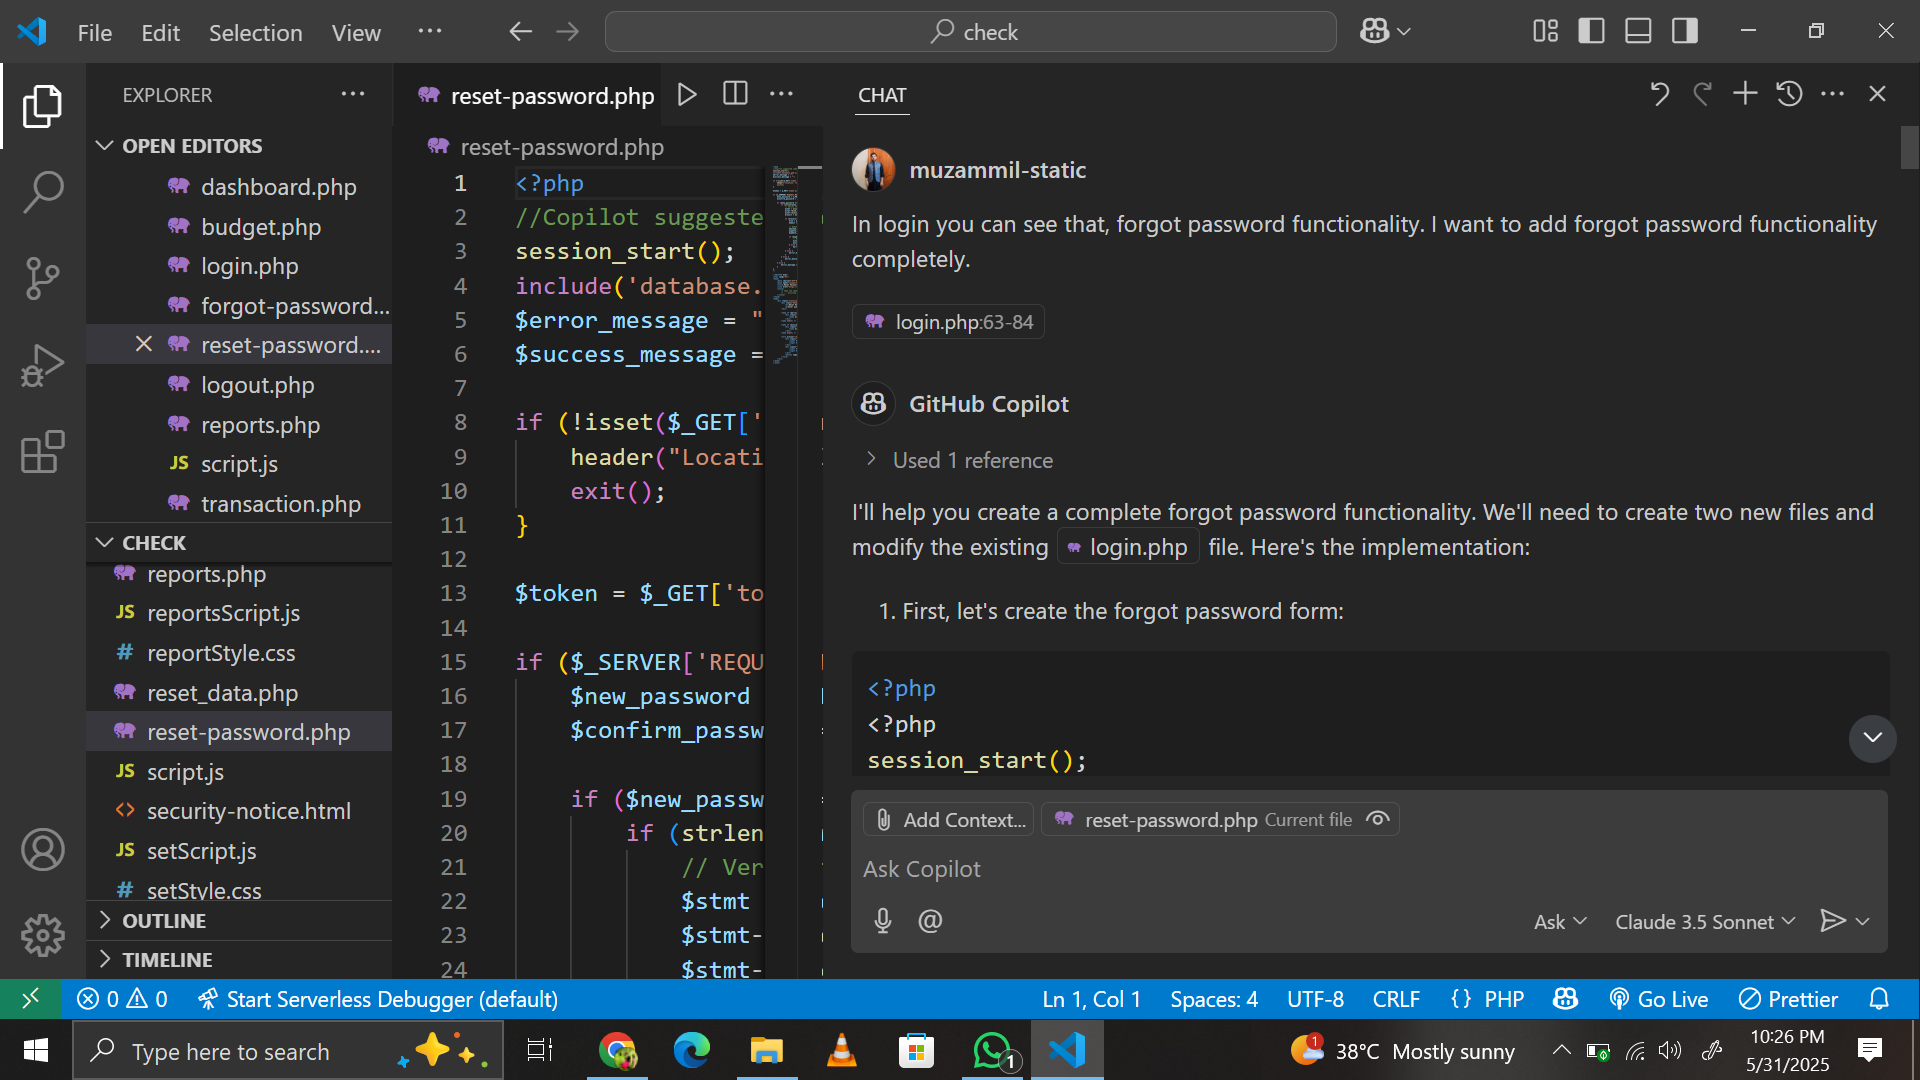 File Edit Selection View ··· check
EXPLORER ···
OPEN EDITORS
dashboard.php
budget.php
login.php
forgot-password...
reset-password....
logout.php
reports.php
JS script.js
transaction.php
CHECK
reports.php
JS reportsScript.js
# reportStyle.css
reset_data.php
reset-password.php
JS script.js
<> security-notice.html
JS setScript.js
# setStyle.css
OUTLINE
TIMELINE
reset-password.php ···
reset-password.php
1 <?php
2 //Copilot suggeste
3 session_start();
4 include('database.
5 $error_message = "
6 $success_message =
7
8 if (!isset($_GET['
9 header("Locati
10 exit();
11 }
12
13 $token = $_GET['to
14
15 if ($_SERVER['REQU
16 $new_password
17 $confirm_passw
18
19 if ($new_passw
20 if (strlen
21 // Ver
22 $stmt
23 $stmt-
24 $stmt-
CHAT
muzammil-static
In login you can see that, forgot password functionality. I want to add forgot password functionality
completely.
login.php:63-84
GitHub Copilot
Used 1 reference
I'll help you create a complete forgot password functionality. We'll need to create two new files and
modify the existing login.php file. Here's the implementation:
1. First, let's create the forgot password form:
<?php
<?php
session_start();
Add Context... reset-password.php Current file
Ask Copilot
@ Ask Claude 3.5 Sonnet
0 0 Start Serverless Debugger (default) Ln 1, Col 1 Spaces: 4 UTF-8 CRLF {} PHP Go Live Prettier
Type here to search 1 1 38°C Mostly sunny 10:26 PM
5/31/2025